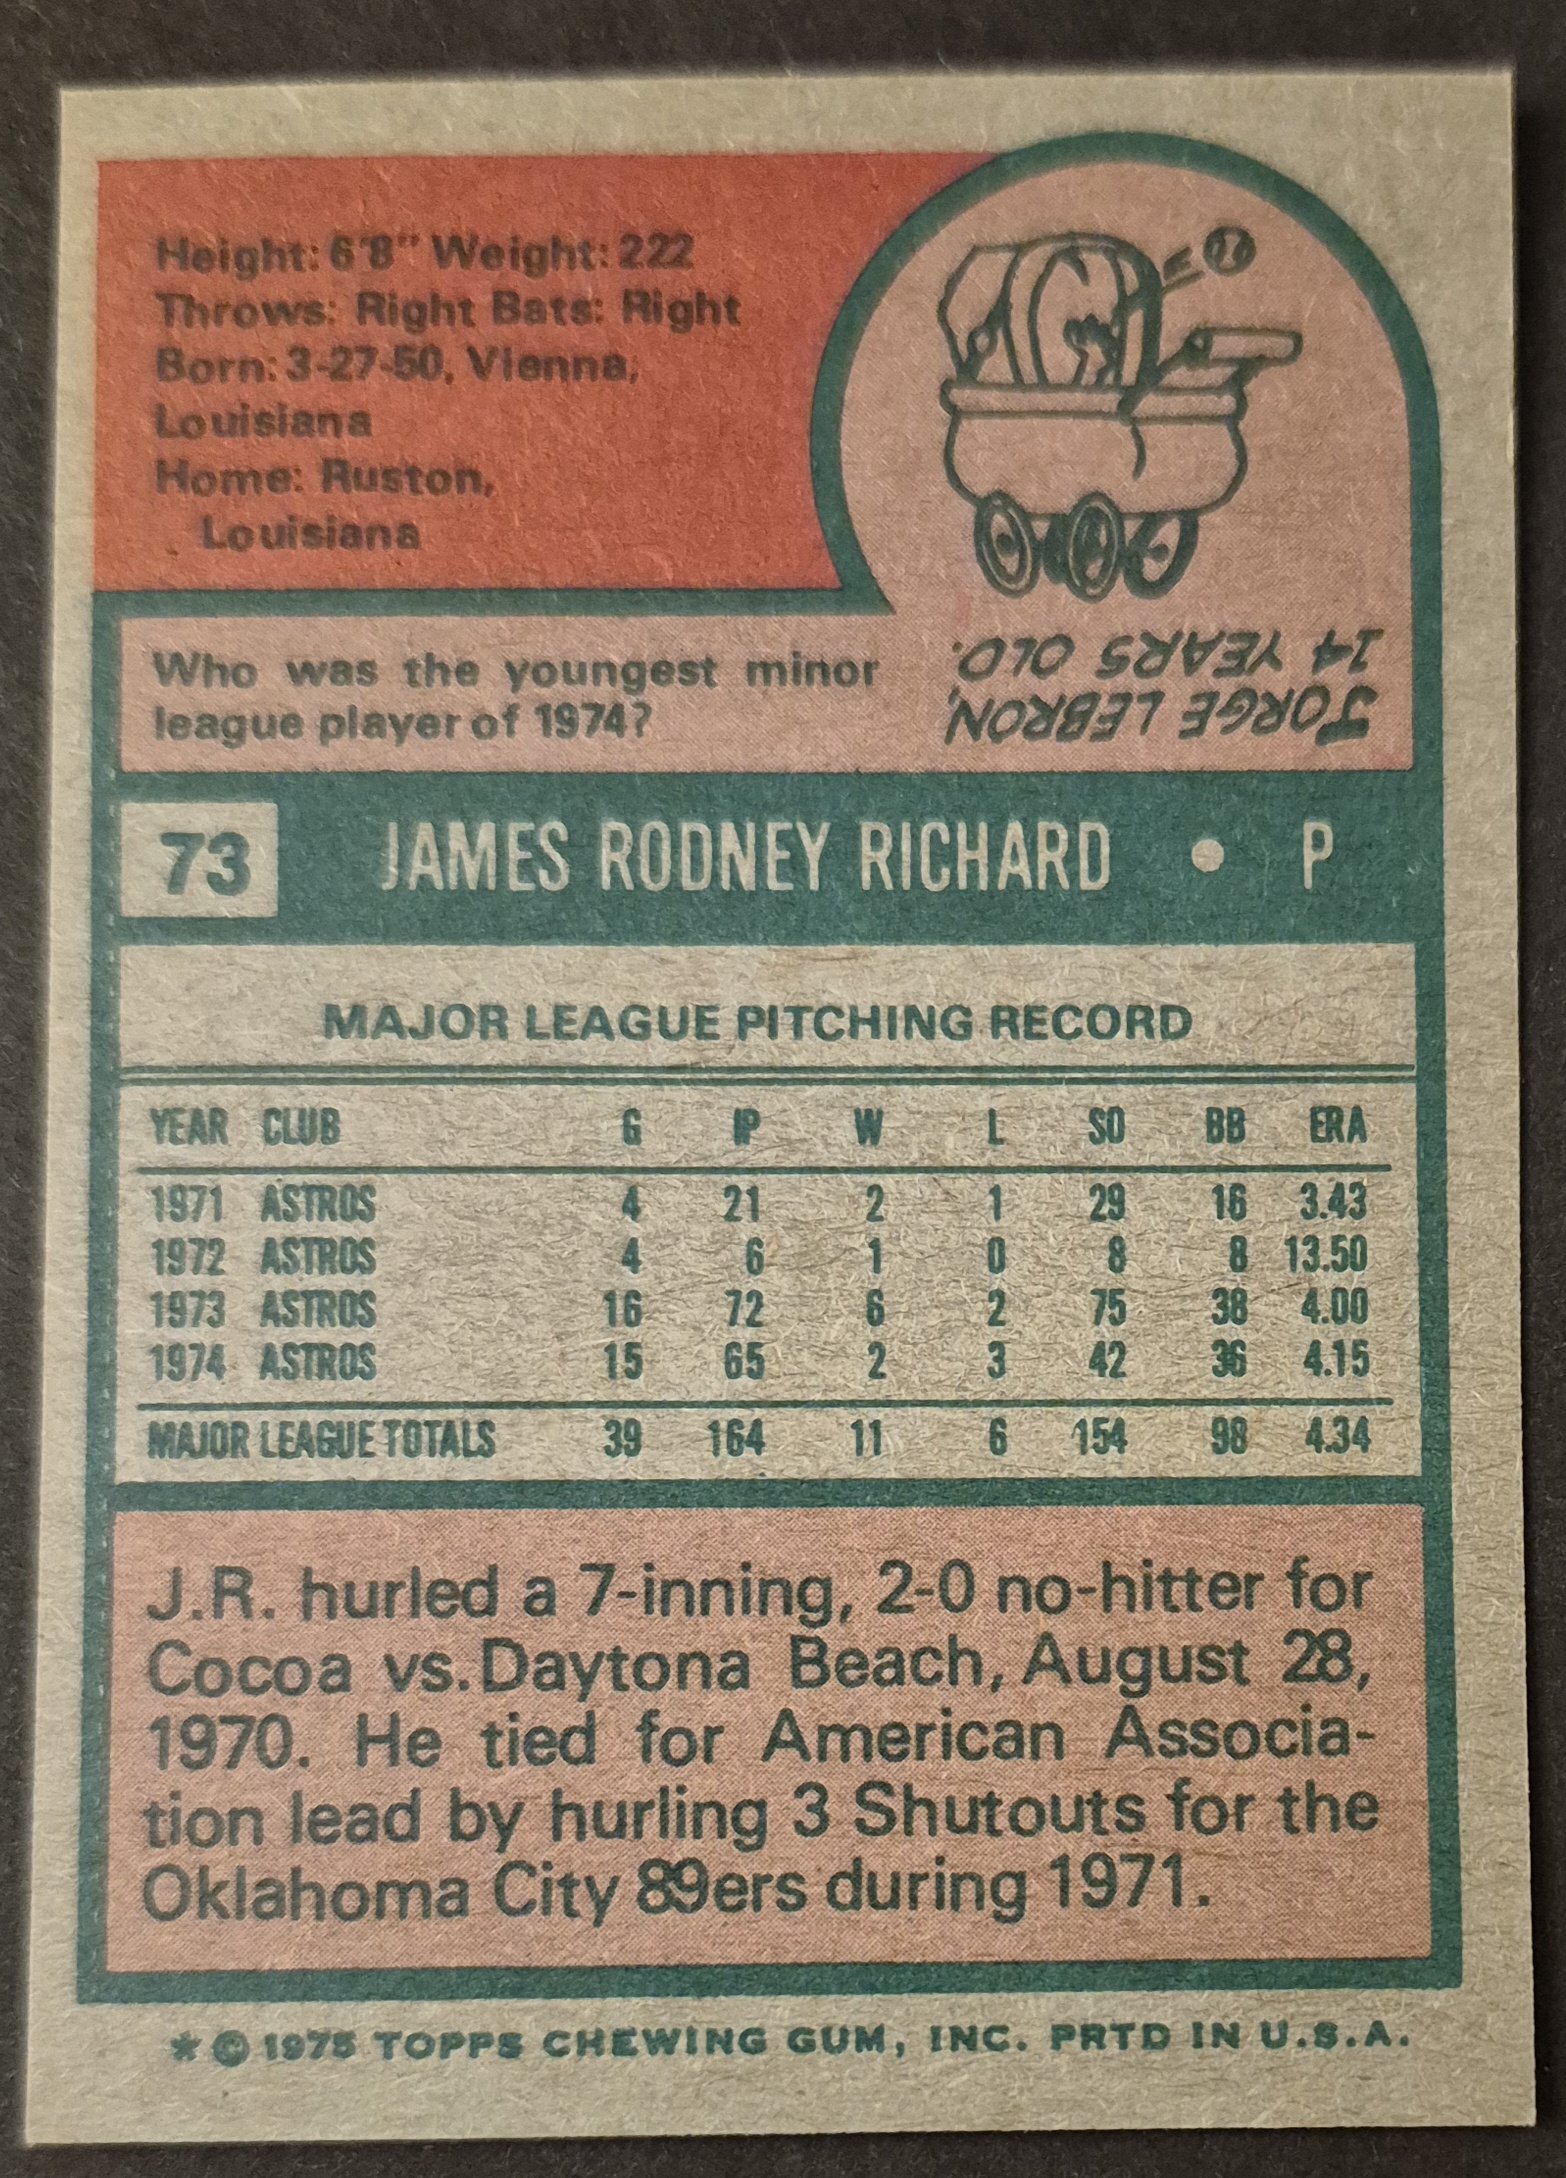 Height: 6'8" Weight: 222
Throws: Right Bats: Right
Born: 3-27-50, Vienna,
Louisiana
Home: Ruston,
Louisiana
Who was the youngest minor
league player of 1974?
JORGE LEBRON,
14 YEARS OLD.
73 JAMES RODNEY RICHARD • P
MAJOR LEAGUE PITCHING RECORD
YEAR CLUB G IP W L SO BB ERA
1971 ASTROS 4 21 2 1 29 16 3.43
1972 ASTROS 4 6 1 0 8 8 13.50
1973 ASTROS 16 72 6 2 75 38 4.00
1974 ASTROS 15 65 2 3 42 36 4.15
MAJOR LEAGUE TOTALS 39 164 11 6 154 98 4.34
J.R. hurled a 7-inning, 2-0 no-hitter for
Cocoa vs. Daytona Beach, August 28,
1970. He tied for American Associa-
tion lead by hurling 3 Shutouts for the
Oklahoma City 89ers during 1971.
* © 1975 TOPPS CHEWING GUM, INC. PRTD IN U.S.A.